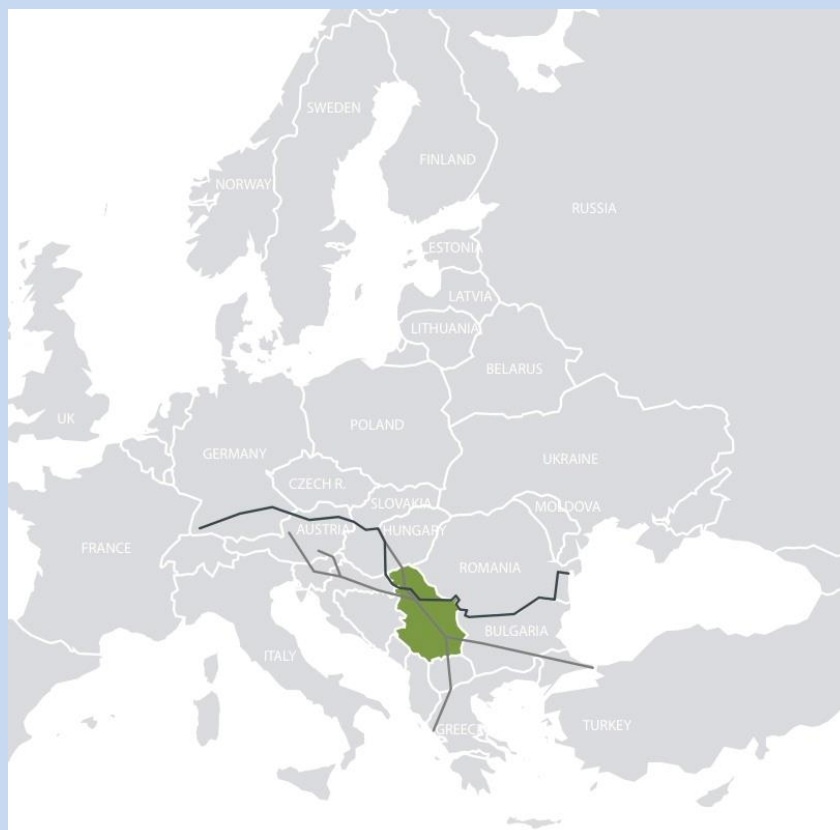 SWEDEN
FINLAND
NORWAY
RUSSIA
ESTONIA
LATVIA
LITHUANIA
BELARUS
UK
POLAND
GERMANY
UKRAINE
CZECH R.
SLOVAKIA
MOLDOVA
AUSTRIA
HUNGARY
FRANCE
ROMANIA
BULGARIA
ITALY
GREECE
TURKEY